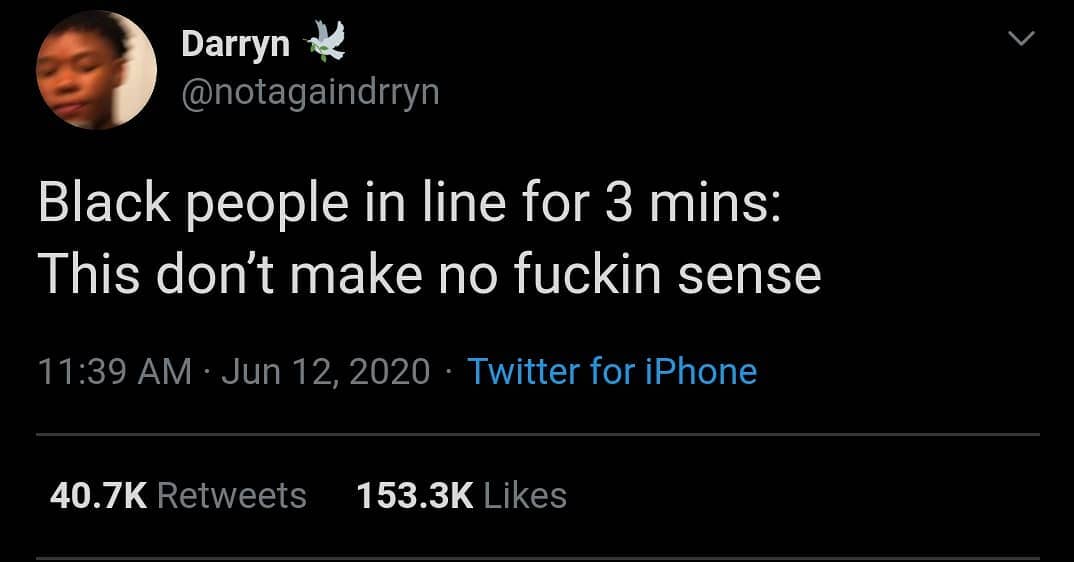 Darryn 🕊️
@notagaindrryn
Black people in line for 3 mins:
This don’t make no fuckin sense
11:39 AM · Jun 12, 2020 · Twitter for iPhone
40.7K Retweets 153.3K Likes